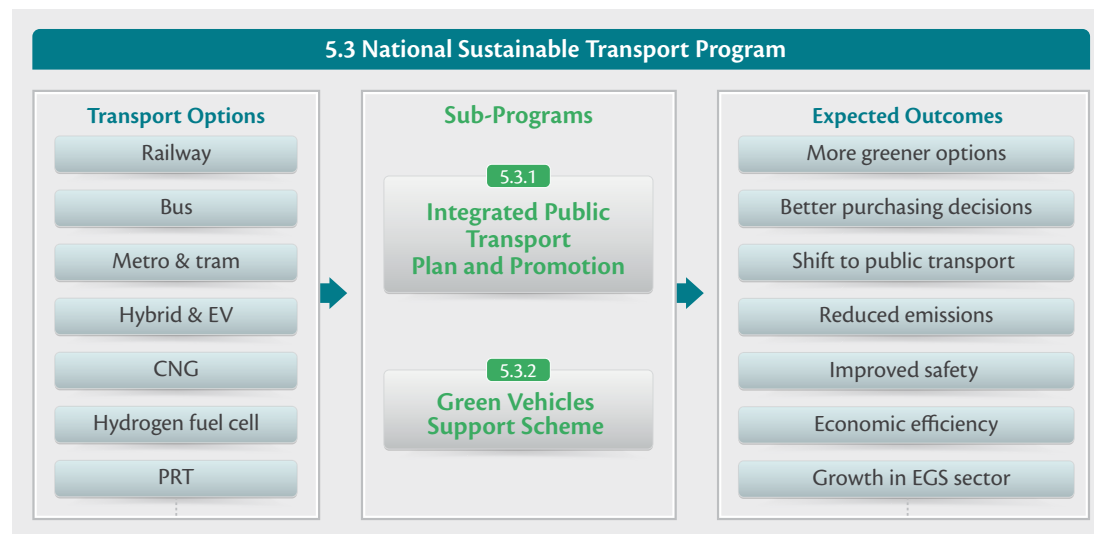 5.3 National Sustainable Transport Program
Transport Options
Railway
Bus
Metro & tram
Hybrid & EV
CNG
Hydrogen fuel cell
PRT
Sub-Programs
5.3.1
Integrated Public
Transport
Plan and Promotion
5.3.2
Green Vehicles
Support Scheme
Expected Outcomes
More greener options
Better purchasing decisions
Shift to public transport
Reduced emissions
Improved safety
Economic efficiency
Growth in EGS sector